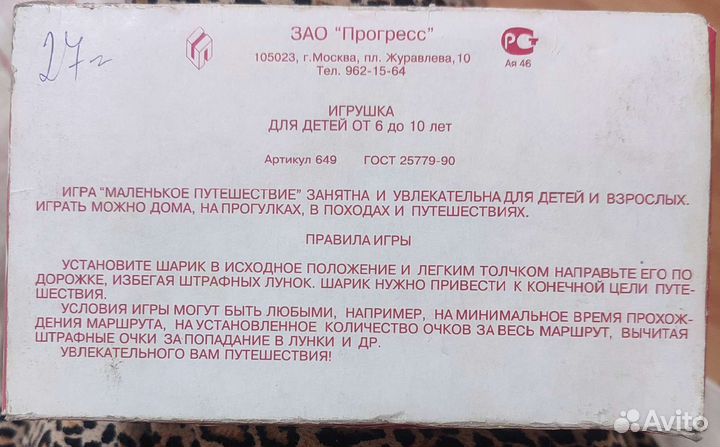 27-
ЗАО "Прогресс"
105023, г.Москва, пл. Журавлева,10
Тел. 962-15-64
РСТ
Ая 46
ИГРУШКА
ДЛЯ ДЕТЕЙ ОТ 6 до 10 лет
Артикул 649 ГОСТ 25779-90
ИГРА "МАЛЕНЬКОЕ ПУТЕШЕСТВИЕ" ЗАНЯТНА И УВЛЕКАТЕЛЬНА ДЛЯ ДЕТЕЙ И ВЗРОСЛЫХ.
ИГРАТЬ МОЖНО ДОМА, НА ПРОГУЛКАХ, В ПОХОДАХ И ПУТЕШЕСТВИЯХ.
ПРАВИЛА ИГРЫ
УСТАНОВИТЕ ШАРИК В ИСХОДНОЕ ПОЛОЖЕНИЕ И ЛЕГКИМ ТОЛЧКОМ НАПРАВЬТЕ ЕГО ПО
ДОРОЖКЕ, ИЗБЕГАЯ ШТРАФНЫХ ЛУНОК. ШАРИК НУЖНО ПРИВЕСТИ К КОНЕЧНОЙ ЦЕЛИ ПУТЕ-
ШЕСТВИЯ.
УСЛОВИЯ ИГРЫ МОГУТ БЫТЬ ЛЮБЫМИ, НАПРИМЕР, НА МИНИМАЛЬНОЕ ВРЕМЯ ПРОХОЖ-
ДЕНИЯ МАРШРУТА, НА УСТАНОВЛЕННОЕ КОЛИЧЕСТВО ОЧКОВ ЗА ВЕСЬ МАРШРУТ, ВЫЧИТАЯ
ШТРАФНЫЕ ОЧКИ ЗА ПОПАДАНИЕ В ЛУНКИ И ДР.
УВЛЕКАТЕЛЬНОГО ВАМ ПУТЕШЕСТВИЯ!
Avito